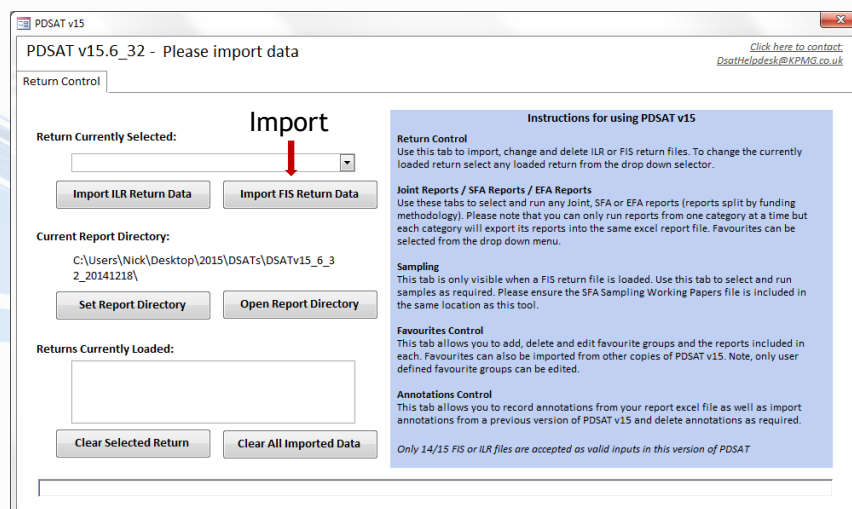 PDSAT v15
x
PDSAT v15.6_32 - Please import data
Click here to contact:
DsatHelpdesk@KPMG.co.uk
Return Control
Import
Return Currently Selected:
Import ILR Return Data
Import FIS Return Data
Current Report Directory:
C:\Users\Nick\Desktop\2015\DSATs\DSATv15_6_3
2_20141218\
Set Report Directory
Open Report Directory
Returns Currently Loaded:
Clear Selected Return
Clear All Imported Data
Instructions for using PDSAT v15
Return Control
Use this tab to import, change and delete ILR or FIS return files. To change the currently
loaded return select any loaded return from the drop down selector.
Joint Reports / SFA Reports / EFA Reports
Use these tabs to select and run any Joint, SFA or EFA reports (reports split by funding
methodology). Please note that you can only run reports from one category at a time but
each category will export its reports into the same excel report file. Favourites can be
selected from the drop down menu.
Sampling
This tab is only visible when a FIS return file is loaded. Use this tab to select and run
samples as required. Please ensure the SFA Sampling Working Papers file is included in
the same location as this tool.
Favourites Control
This tab allows you to add, delete and edit favourite groups and the reports included in
each. Favourites can also be imported from other copies of PDSAT v15. Note, only user
defined favourite groups can be edited.
Annotations Control
This tab allows you to record annotations from your report excel file as well as import
annotations from a previous version of PDSAT v15 and delete annotations as required.
Only 14/15 FIS or ILR files are accepted as valid inputs in this version of PDSAT